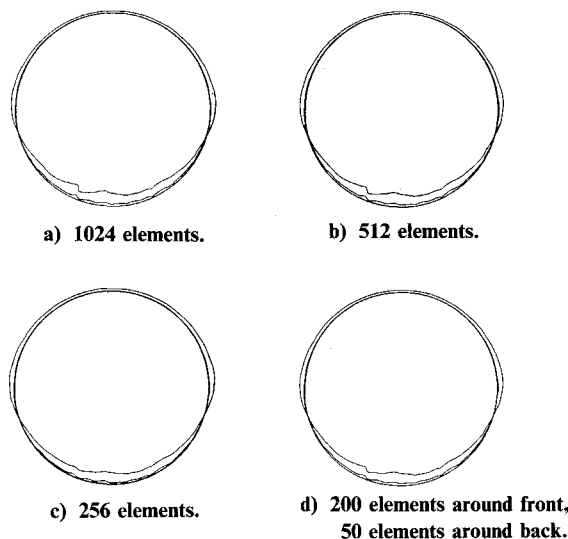 a) 1024 elements.
b) 512 elements.
c) 256 elements.
d) 200 elements around front,
50 elements around back.